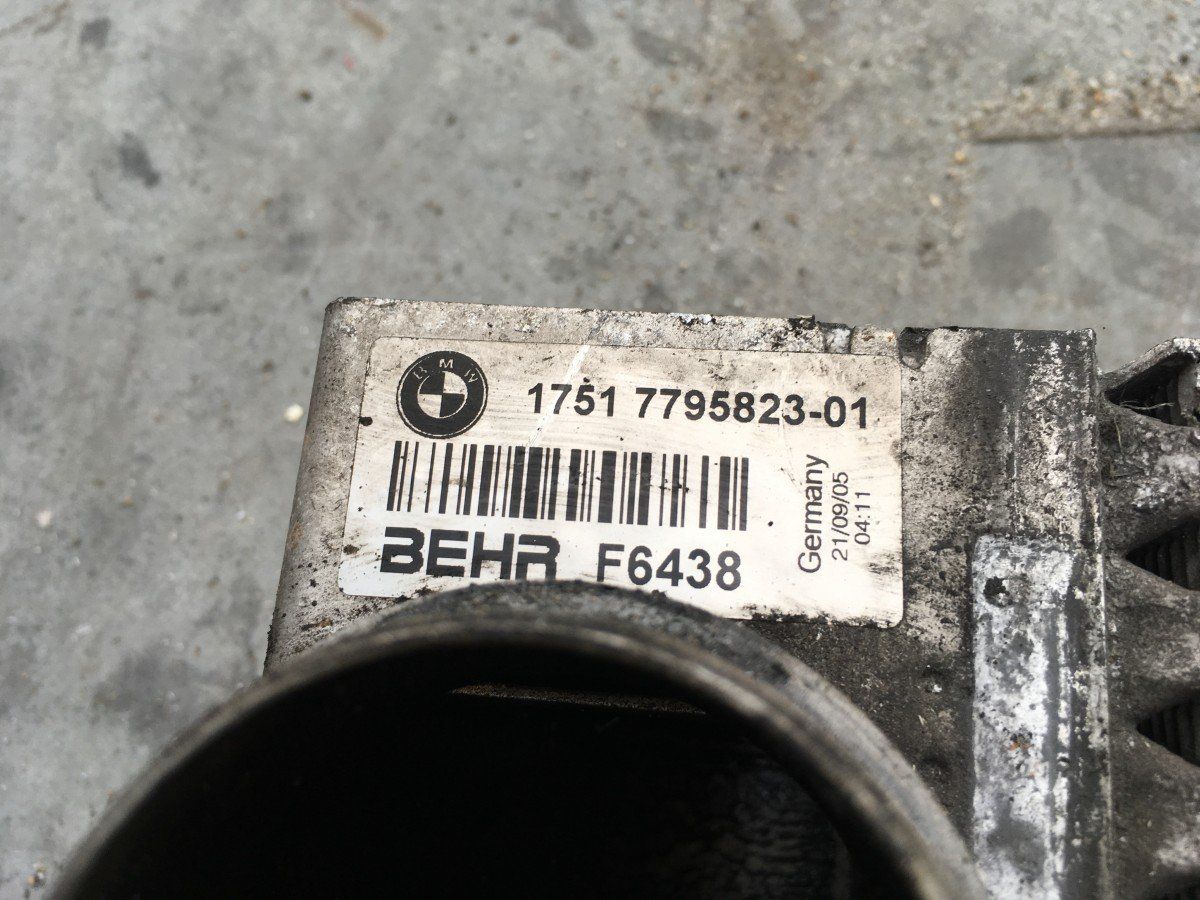 BMW
1751 7795823-01
BEHR F6438
Germany
21/09/05
04:11